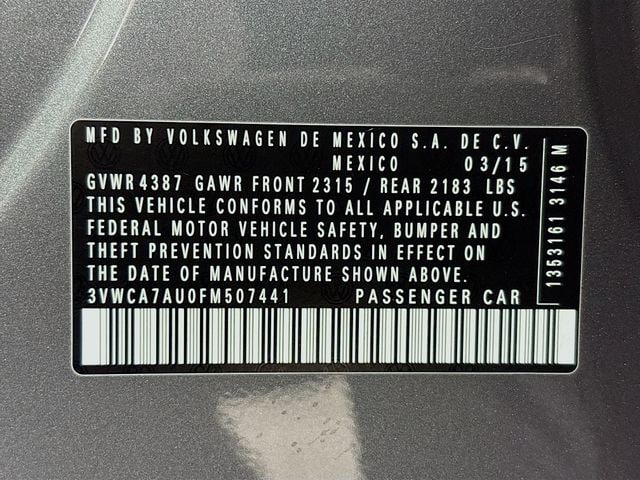 MFD BY VOLKSWAGEN DE MEXICO S.A. DE C.V.
MEXICO 03/15
GVWR 4387 GAWR FRONT 2315 / REAR 2183 LBS
THIS VEHICLE CONFORMS TO ALL APPLICABLE U.S.
FEDERAL MOTOR VEHICLE SAFETY, BUMPER AND
THEFT PREVENTION STANDARDS IN EFFECT ON
THE DATE OF MANUFACTURE SHOWN ABOVE.
3VWCA7AU0FM507441 PASSENGER CAR
1353161 3146 M